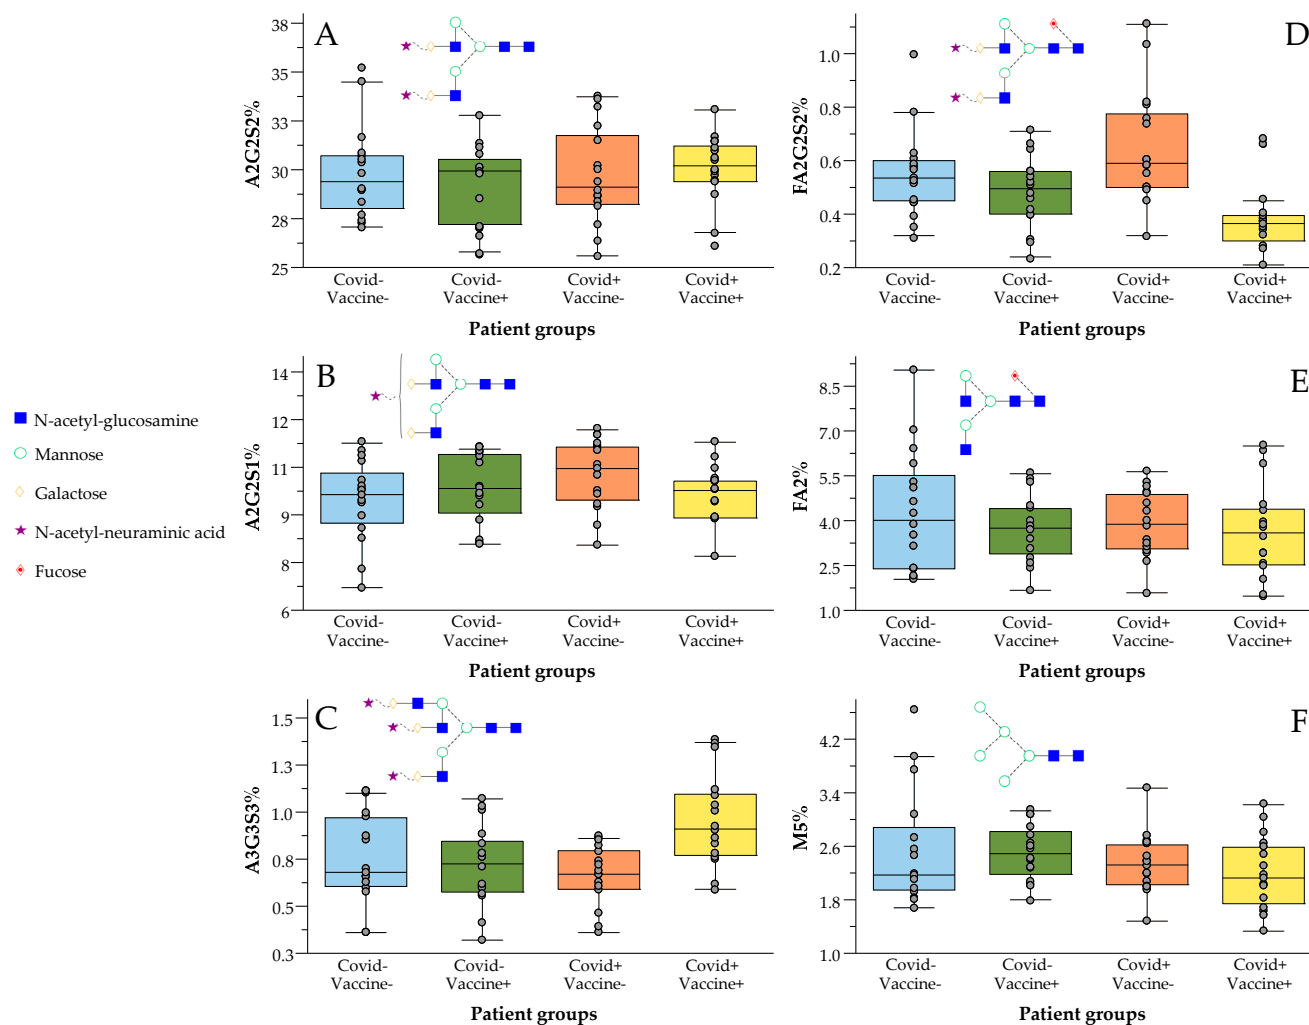 A
A2G2S2%
38
35
33
30
28
25
Covid- Covid- Covid+ Covid+
Vaccine- Vaccine+ Vaccine- Vaccine+
Patient groups
D
FA2G2S2%
1.0
0.8
0.6
0.4
0.2
Covid- Covid- Covid+ Covid+
Vaccine- Vaccine+ Vaccine- Vaccine+
Patient groups
N-acetyl-glucosamine
Mannose
Galactose
N-acetyl-neuraminic acid
Fucose
B
A2G2S1%
14
12
11
9
8
6
Covid- Covid- Covid+ Covid+
Vaccine- Vaccine+ Vaccine- Vaccine+
Patient groups
E
FA2%
8.5
7.0
5.5
4.0
2.5
1.0
Covid- Covid- Covid+ Covid+
Vaccine- Vaccine+ Vaccine- Vaccine+
Patient groups
C
A3G3S3%
1.5
1.3
1.0
0.8
0.5
0.3
Covid- Covid- Covid+ Covid+
Vaccine- Vaccine+ Vaccine- Vaccine+
Patient groups
F
M5%
4.2
3.4
2.6
1.8
1.0
Covid- Covid- Covid+ Covid+
Vaccine- Vaccine+ Vaccine- Vaccine+
Patient groups